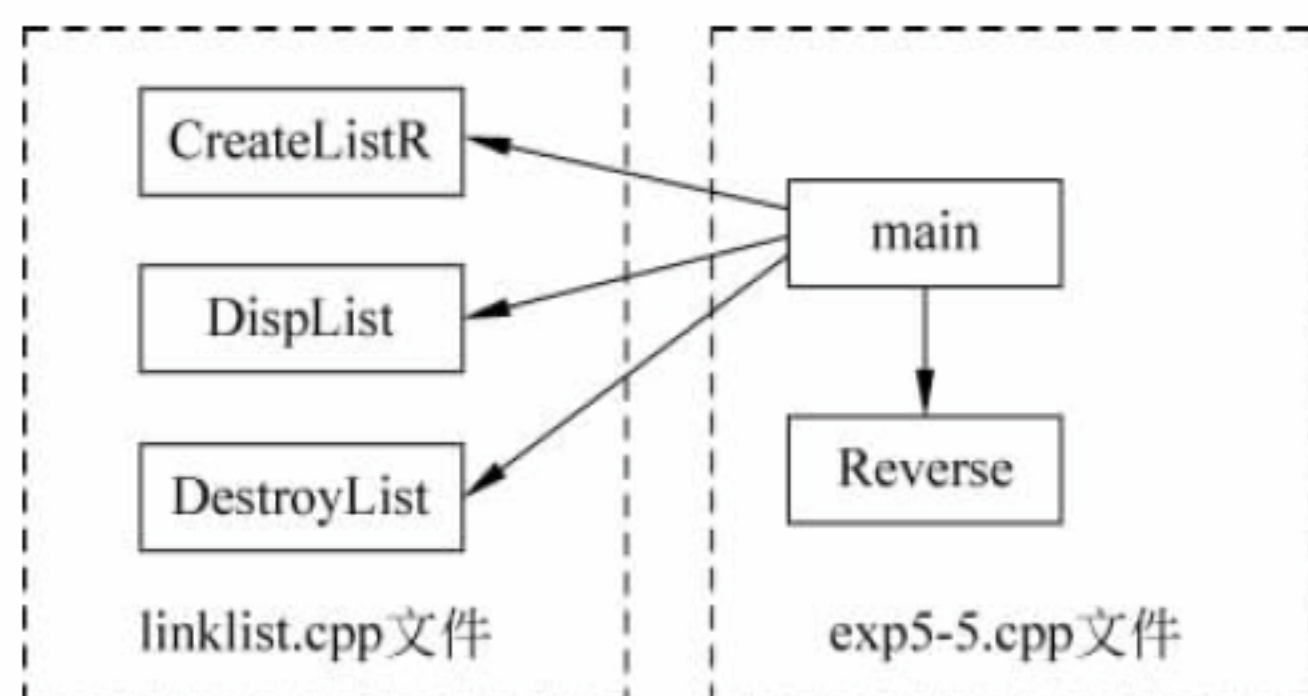 CreateListR
DispList
DestroyList
linklist.cpp文件
main
Reverse
exp5-5.cpp文件